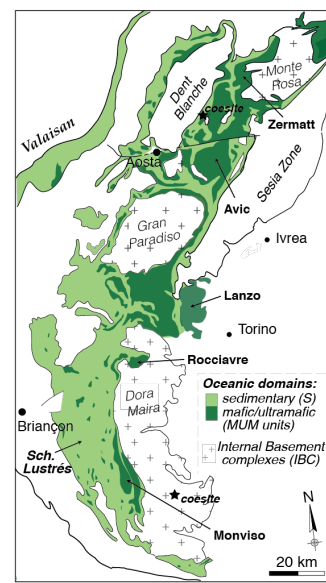 Monte
Rosa
Dent
Blanche
coesite
Zermatt
Valaisan
Aosta
Sesia Zone
Avic
Gran
Paradiso
Ivrea
Lanzo
Torino
Rocciavre
Oceanic domains:
sedimentary (S)
mafic/ultramafic
(MUM units)
Internal Basement
complexes (IBC)
Dora
Maira
Briançon
Sch.
Lustrés
coesite
N
Monviso
20 km